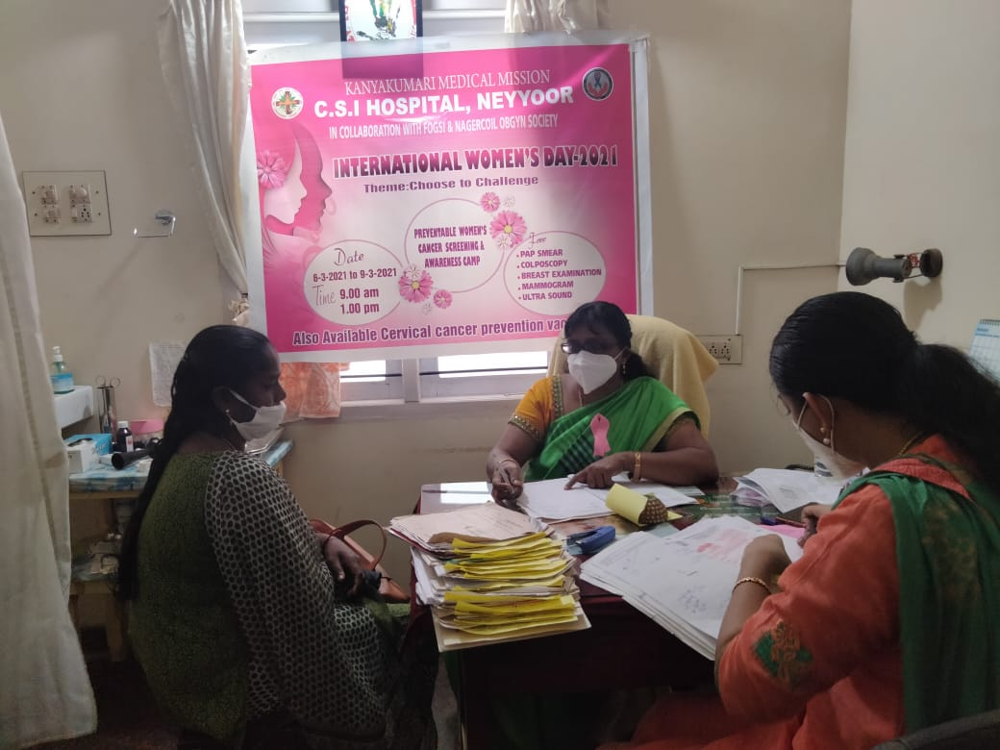 KANYAKUMARI MEDICAL MISSION
C.S.I HOSPITAL, NEYYOOR
IN COLLABORATION WITH FOGSI & NAGERCOIL OBGYN SOCIETY
INTERNATIONAL WOMEN'S DAY-2021
Theme:Choose to Challenge
PREVENTABLE WOMEN'S
CANCER SCREENING &
AWARENESS CAMP
Date
6-3-2021 to 9-3-2021
Time 9.00 am
1.00 pm
Free
• PAP SMEAR
• COLPOSCOPY
• BREAST EXAMINATION
• MAMMOGRAM
• ULTRA SOUND
Also Available Cervical cancer prevention